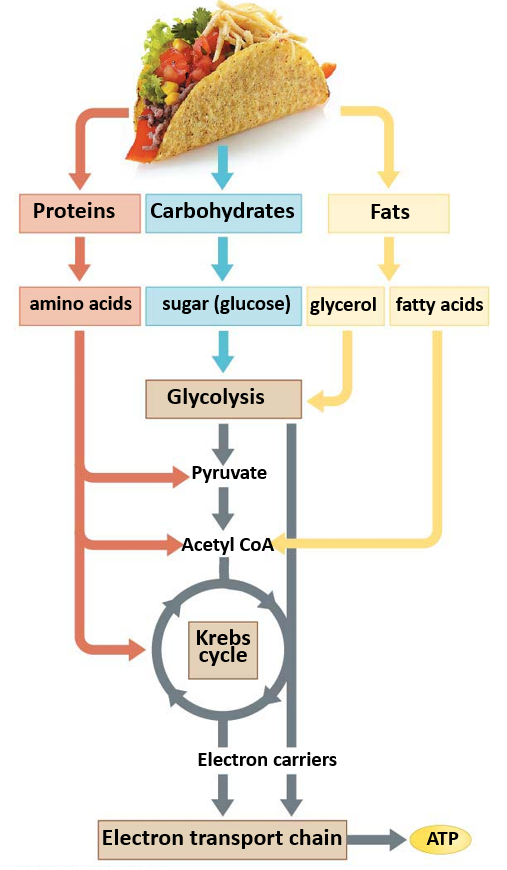 Proteins
Carbohydrates
Fats
amino acids
sugar (glucose)
glycerol
fatty acids
Glycolysis
Pyruvate
Acetyl CoA
Krebs
cycle
Electron carriers
Electron transport chain
ATP